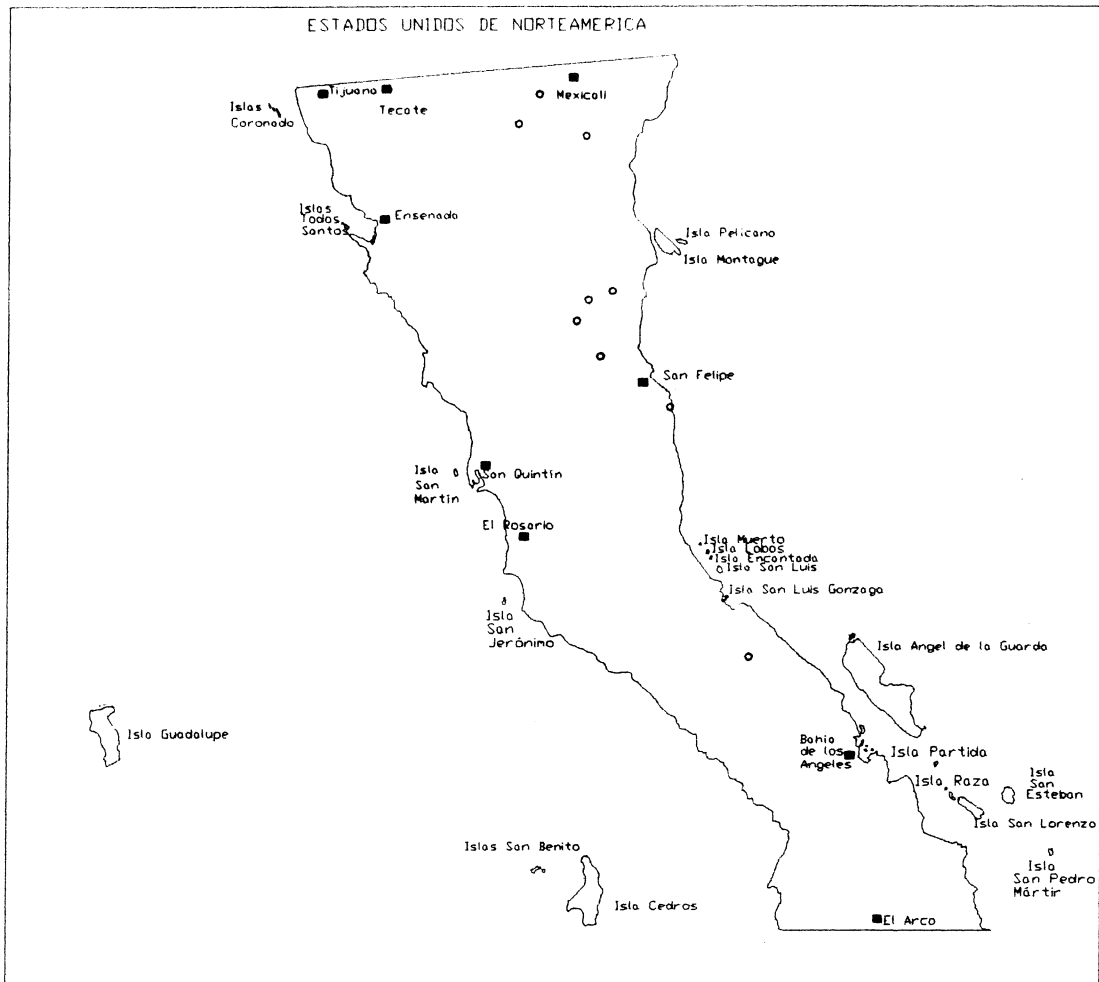 ESTADOS UNIDOS DE NORTEAMERICA
Tijuana
Tecate
Mexicali
Islas
Coronado
Islas
Todos
Santos
Ensenada
Isla Pelicano
Isla Montague
San Felipe
Isla
San
Martín
San Quintín
El Rosario
Isla Muerto
Isla Lobos
Isla Encantada
Isla San Luis
Isla San Luis Gonzaga
Isla
San
Jerónimo
Isla Angel de la Guarda
Isla Guadalupe
Bahia
de los
Angeles
Isla Partida
Isla Raza
Isla
San
Esteban
Isla San Lorenzo
Islas San Benito
Isla Cedros
Isla
San Pedro
Mártir
El Arco